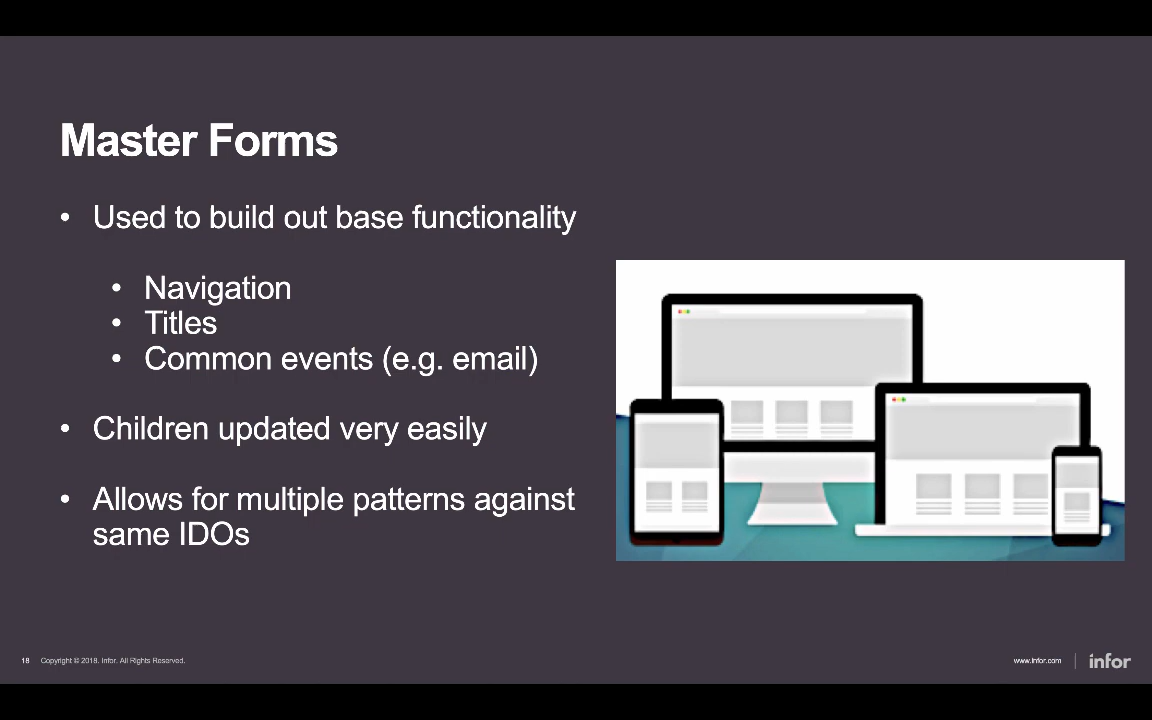 Master Forms
• Used to build out base functionality
• Navigation
• Titles
• Common events (e.g. email)
• Children updated very easily
• Allows for multiple patterns against
same IDOs
18 Copyright © 2018. Infor. All Rights Reserved.
www.infor.com | infor